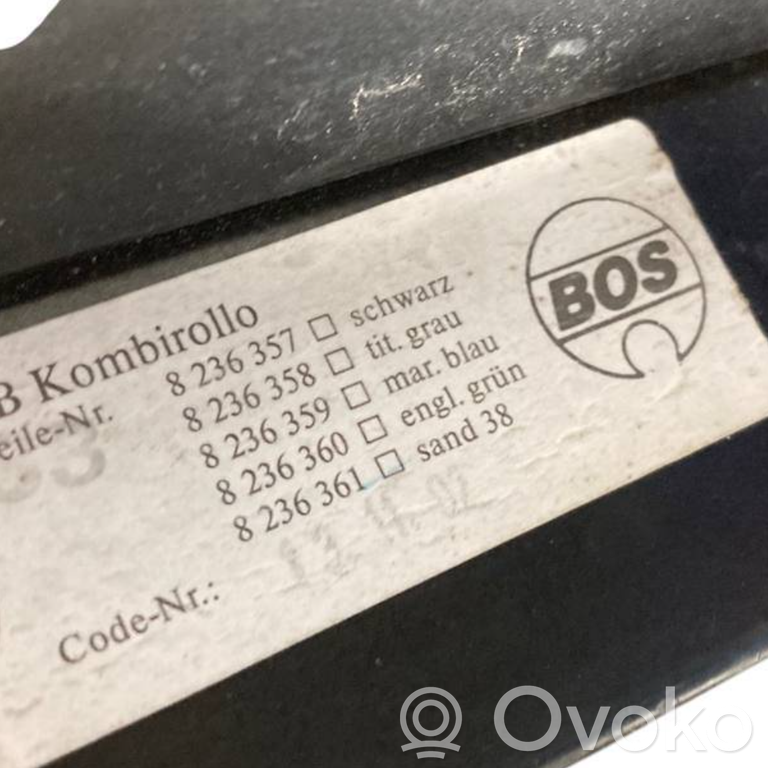 B Kombirollo
eile-Nr.
8 236 357 □ schwarz
8 236 358 □ tit. grau
8 236 359 □ mar. blau
8 236 360 □ engl. grün
8 236 361 □ sand 38
Code-Nr.:
BOS
Ovoko